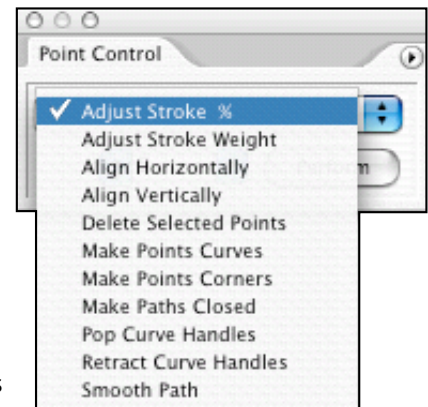 Point Control
✓ Adjust Stroke %
Adjust Stroke Weight
Align Horizontally
Align Vertically
Delete Selected Points
Make Points Curves
Make Points Corners
Make Paths Closed
Pop Curve Handles
Retract Curve Handles
Smooth Path